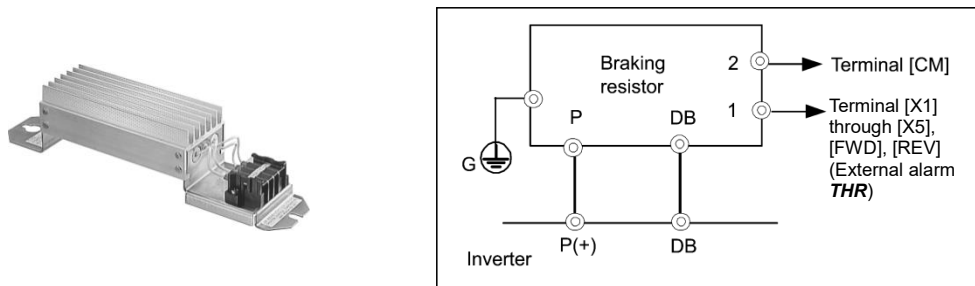 Braking
resistor
2
Terminal [CM]
1
Terminal [X1]
through [X5],
[FWD], [REV]
(External alarm
THR)
P
DB
G
P(+)
DB
Inverter